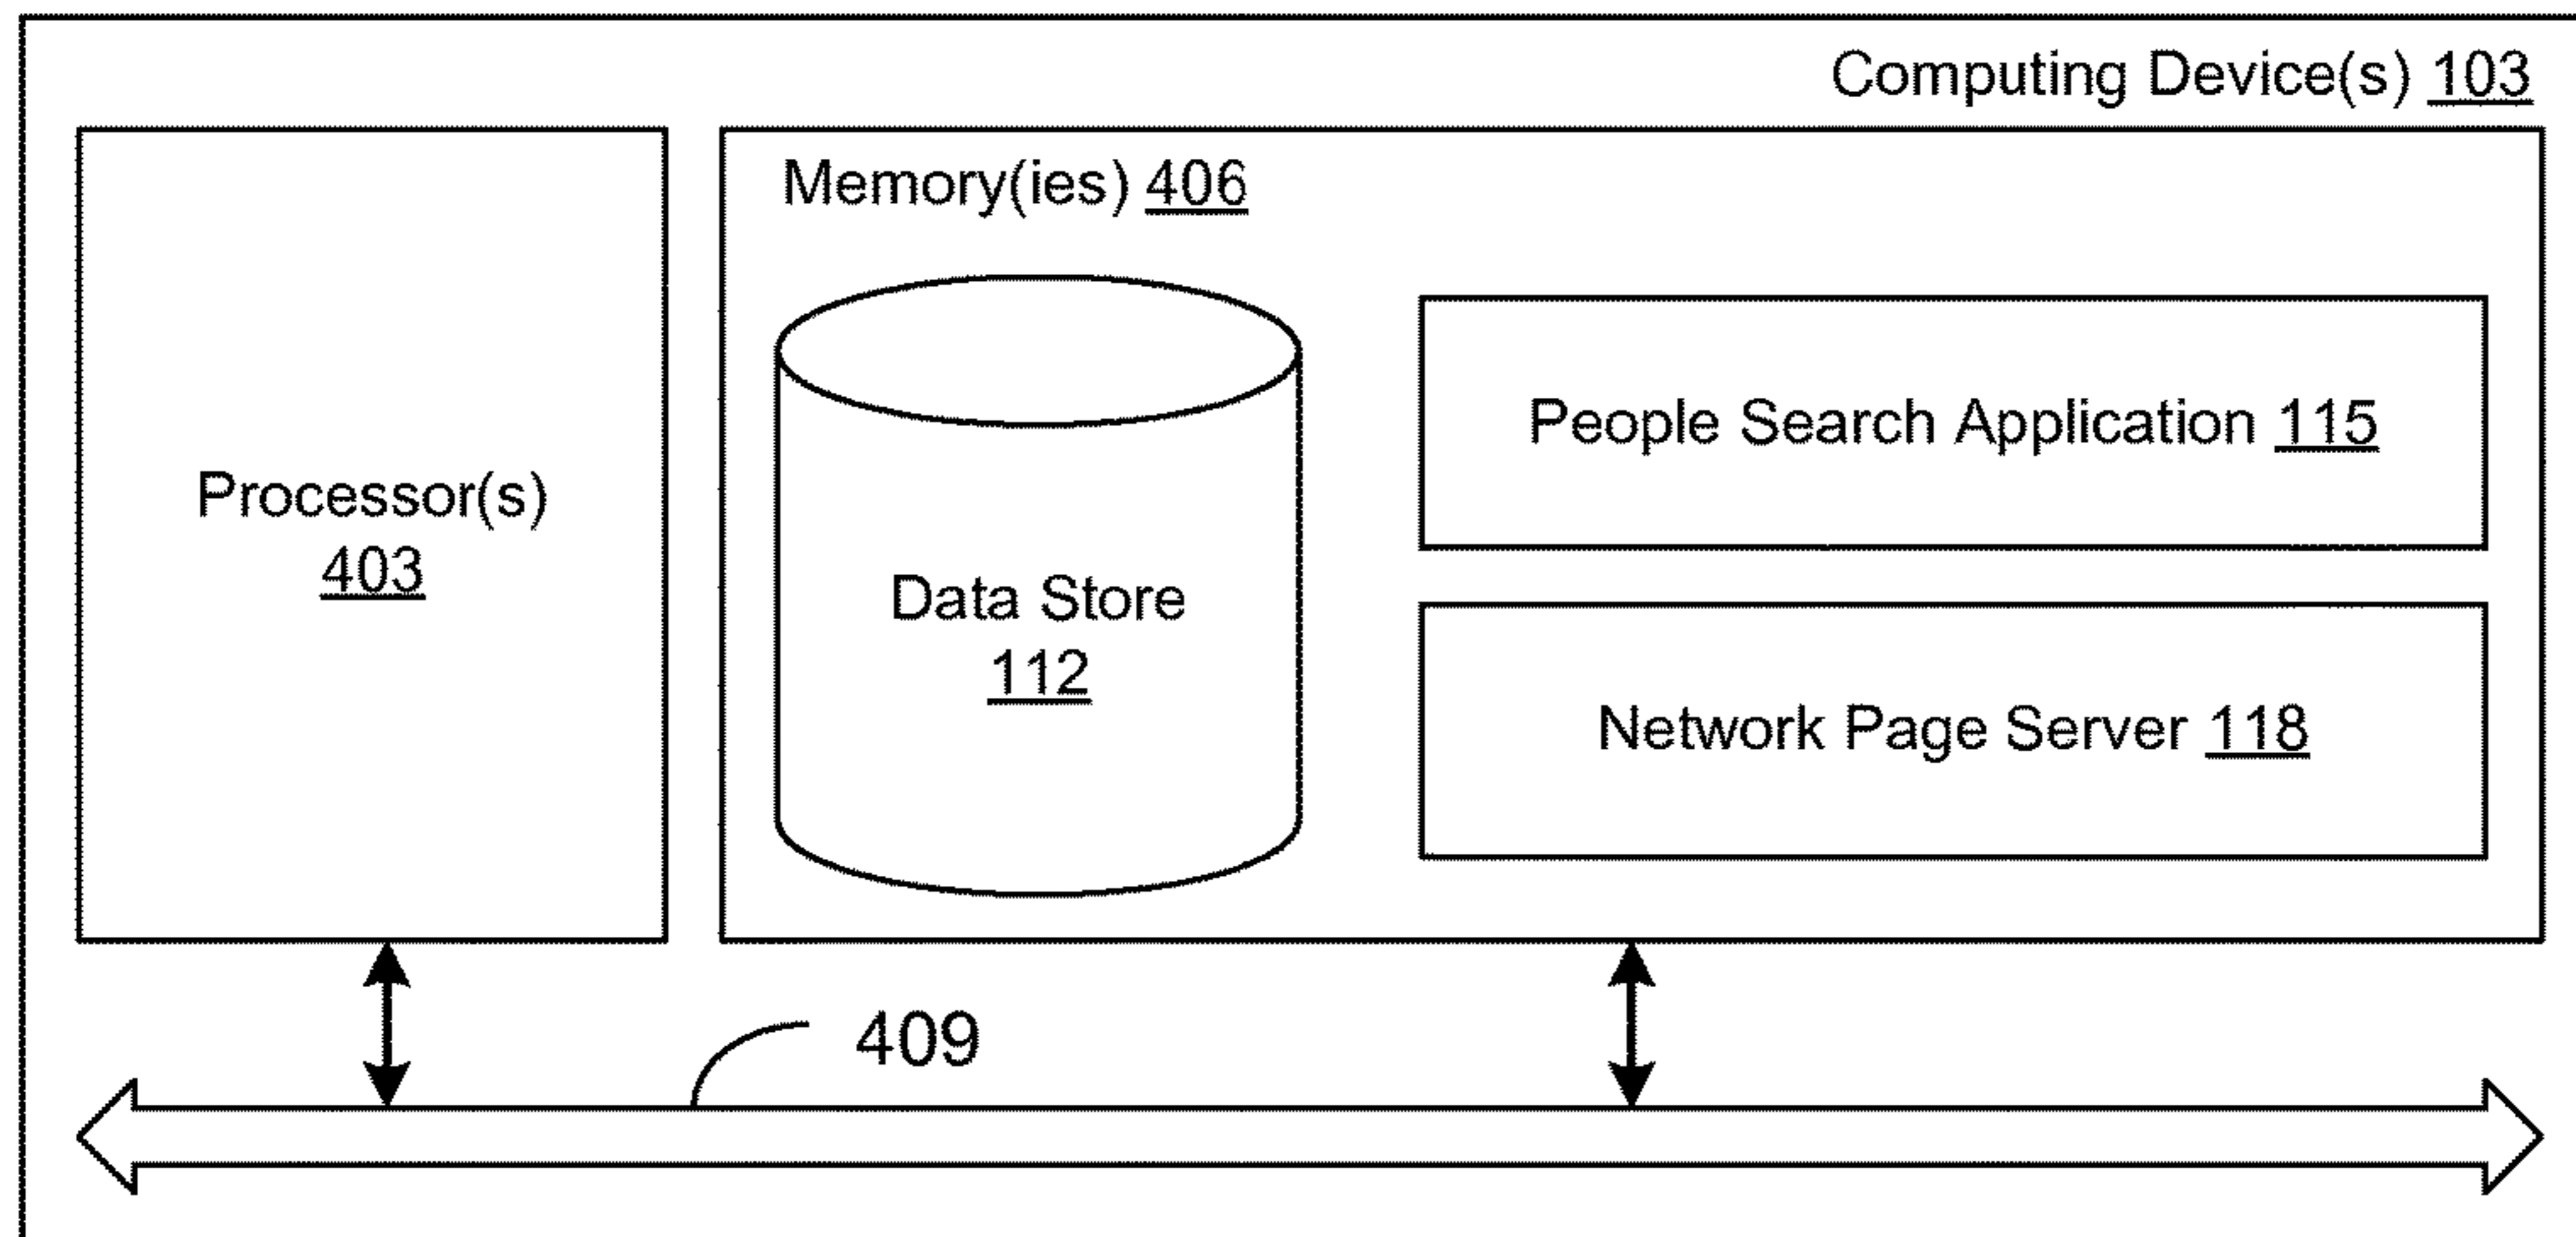 Computing Device(s) 103
Memory(ies) 406
Processor(s)
403
Data Store
112
People Search Application 115
Network Page Server 118
409